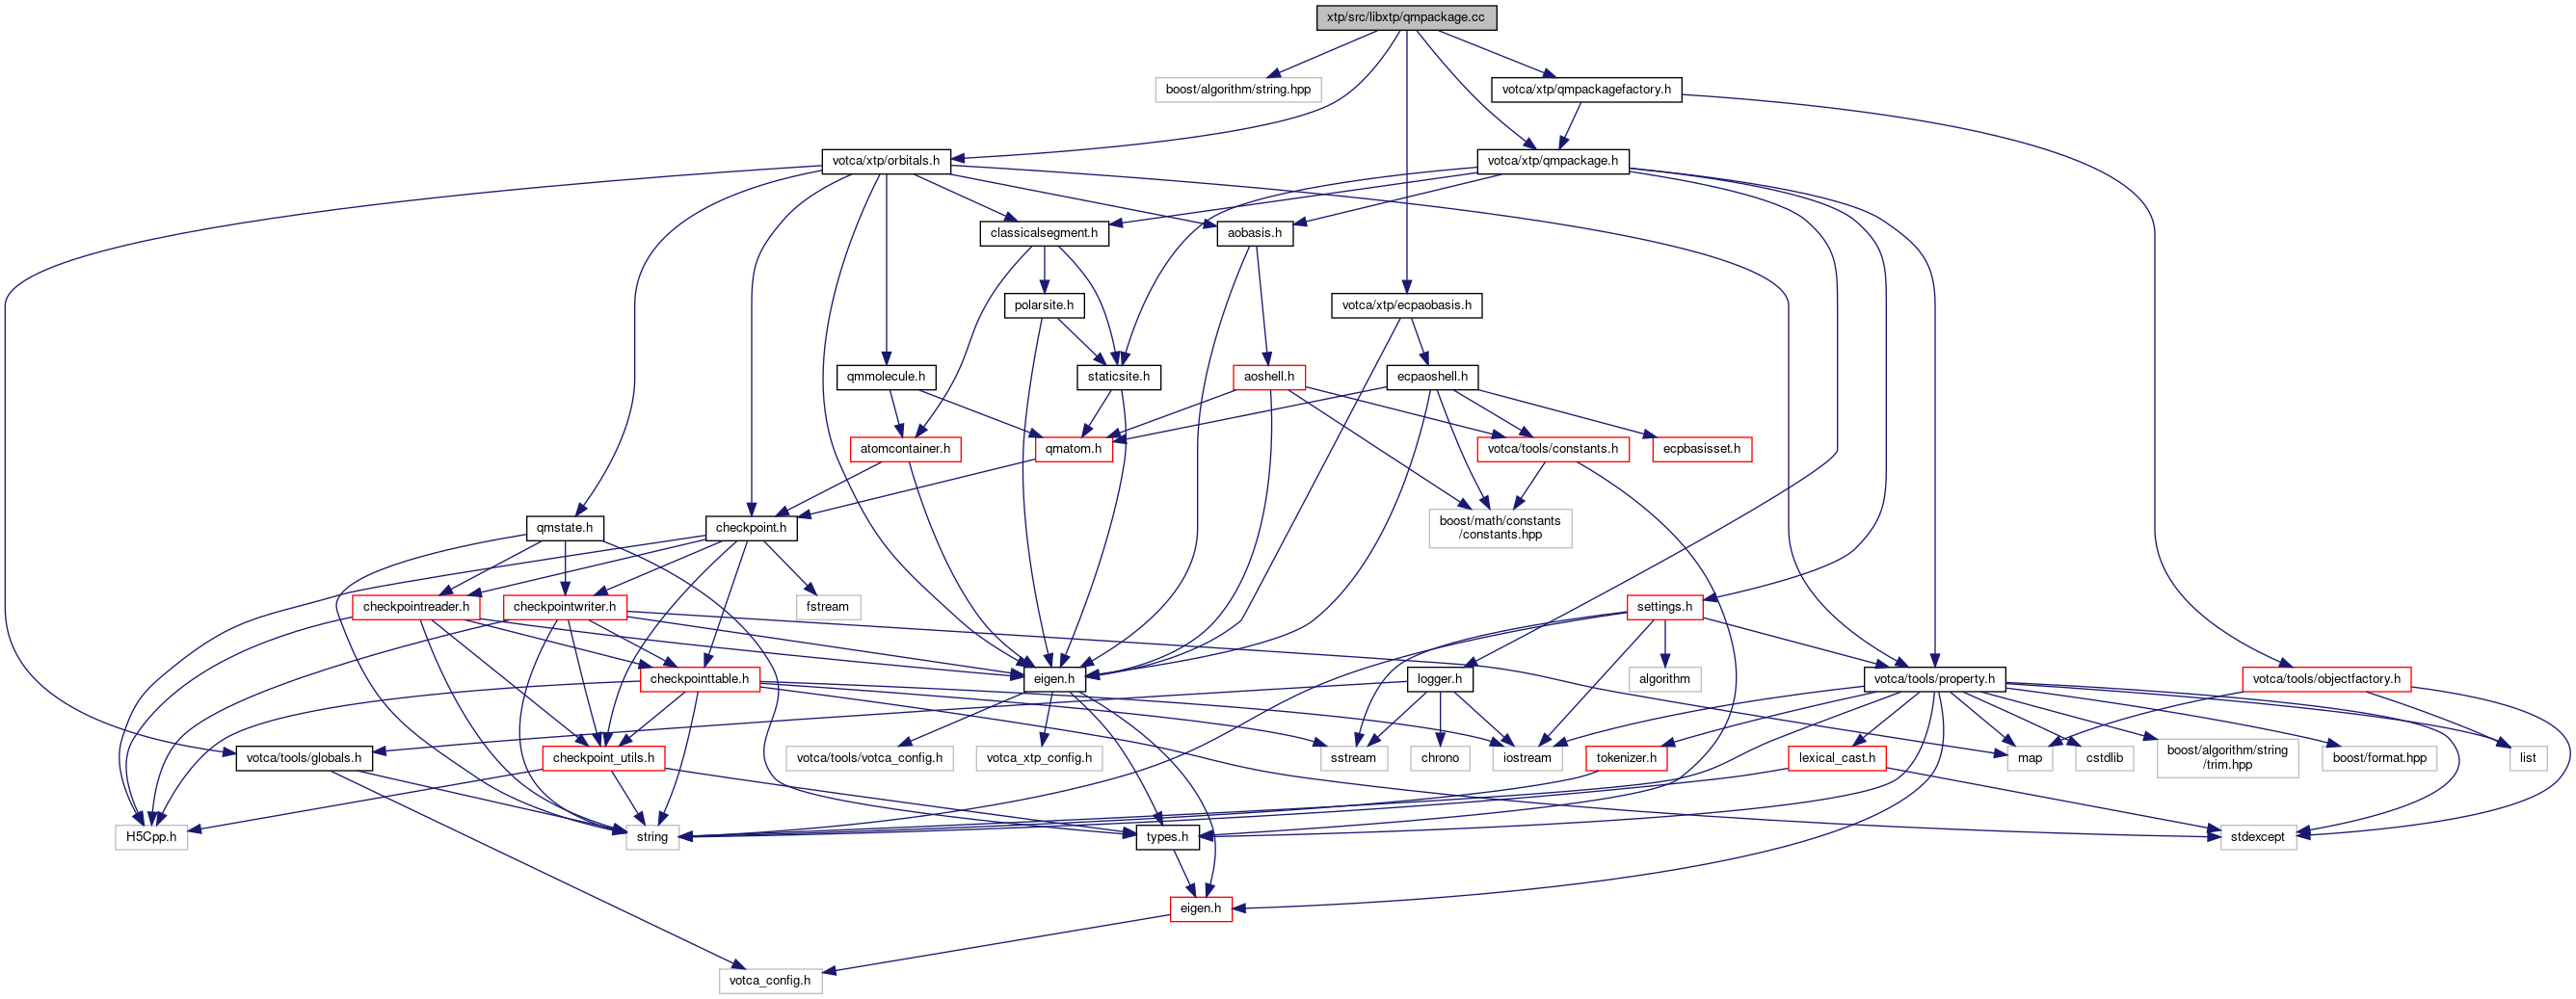 xtp/src/libxtp/qmpackage.cc
boost/algorithm/string.hpp
votca/xtp/qmpackagefactory.h
votca/xtp/orbitals.h
votca/xtp/qmpackage.h
classicalsegment.h
aobasis.h
polarsite.h
votca/xtp/ecpaobasis.h
qmmolecule.h
staticsite.h
aoshell.h
ecpaoshell.h
atomcontainer.h
qmatom.h
votca/tools/constants.h
ecpbasisset.h
qmstate.h
checkpoint.h
boost/math/constants
/constants.hpp
checkpointreader.h
checkpointwriter.h
fstream
settings.h
checkpointtable.h
eigen.h
logger.h
algorithm
votca/tools/property.h
votca/tools/objectfactory.h
votca/tools/globals.h
checkpoint_utils.h
votca/tools/votca_config.h
votca_xtp_config.h
sstream
chrono
iostream
tokenizer.h
lexical_cast.h
map
cstdlib
boost/algorithm/string
/trim.hpp
boost/format.hpp
list
H5Cpp.h
string
types.h
stdexcept
eigen.h
votca_config.h